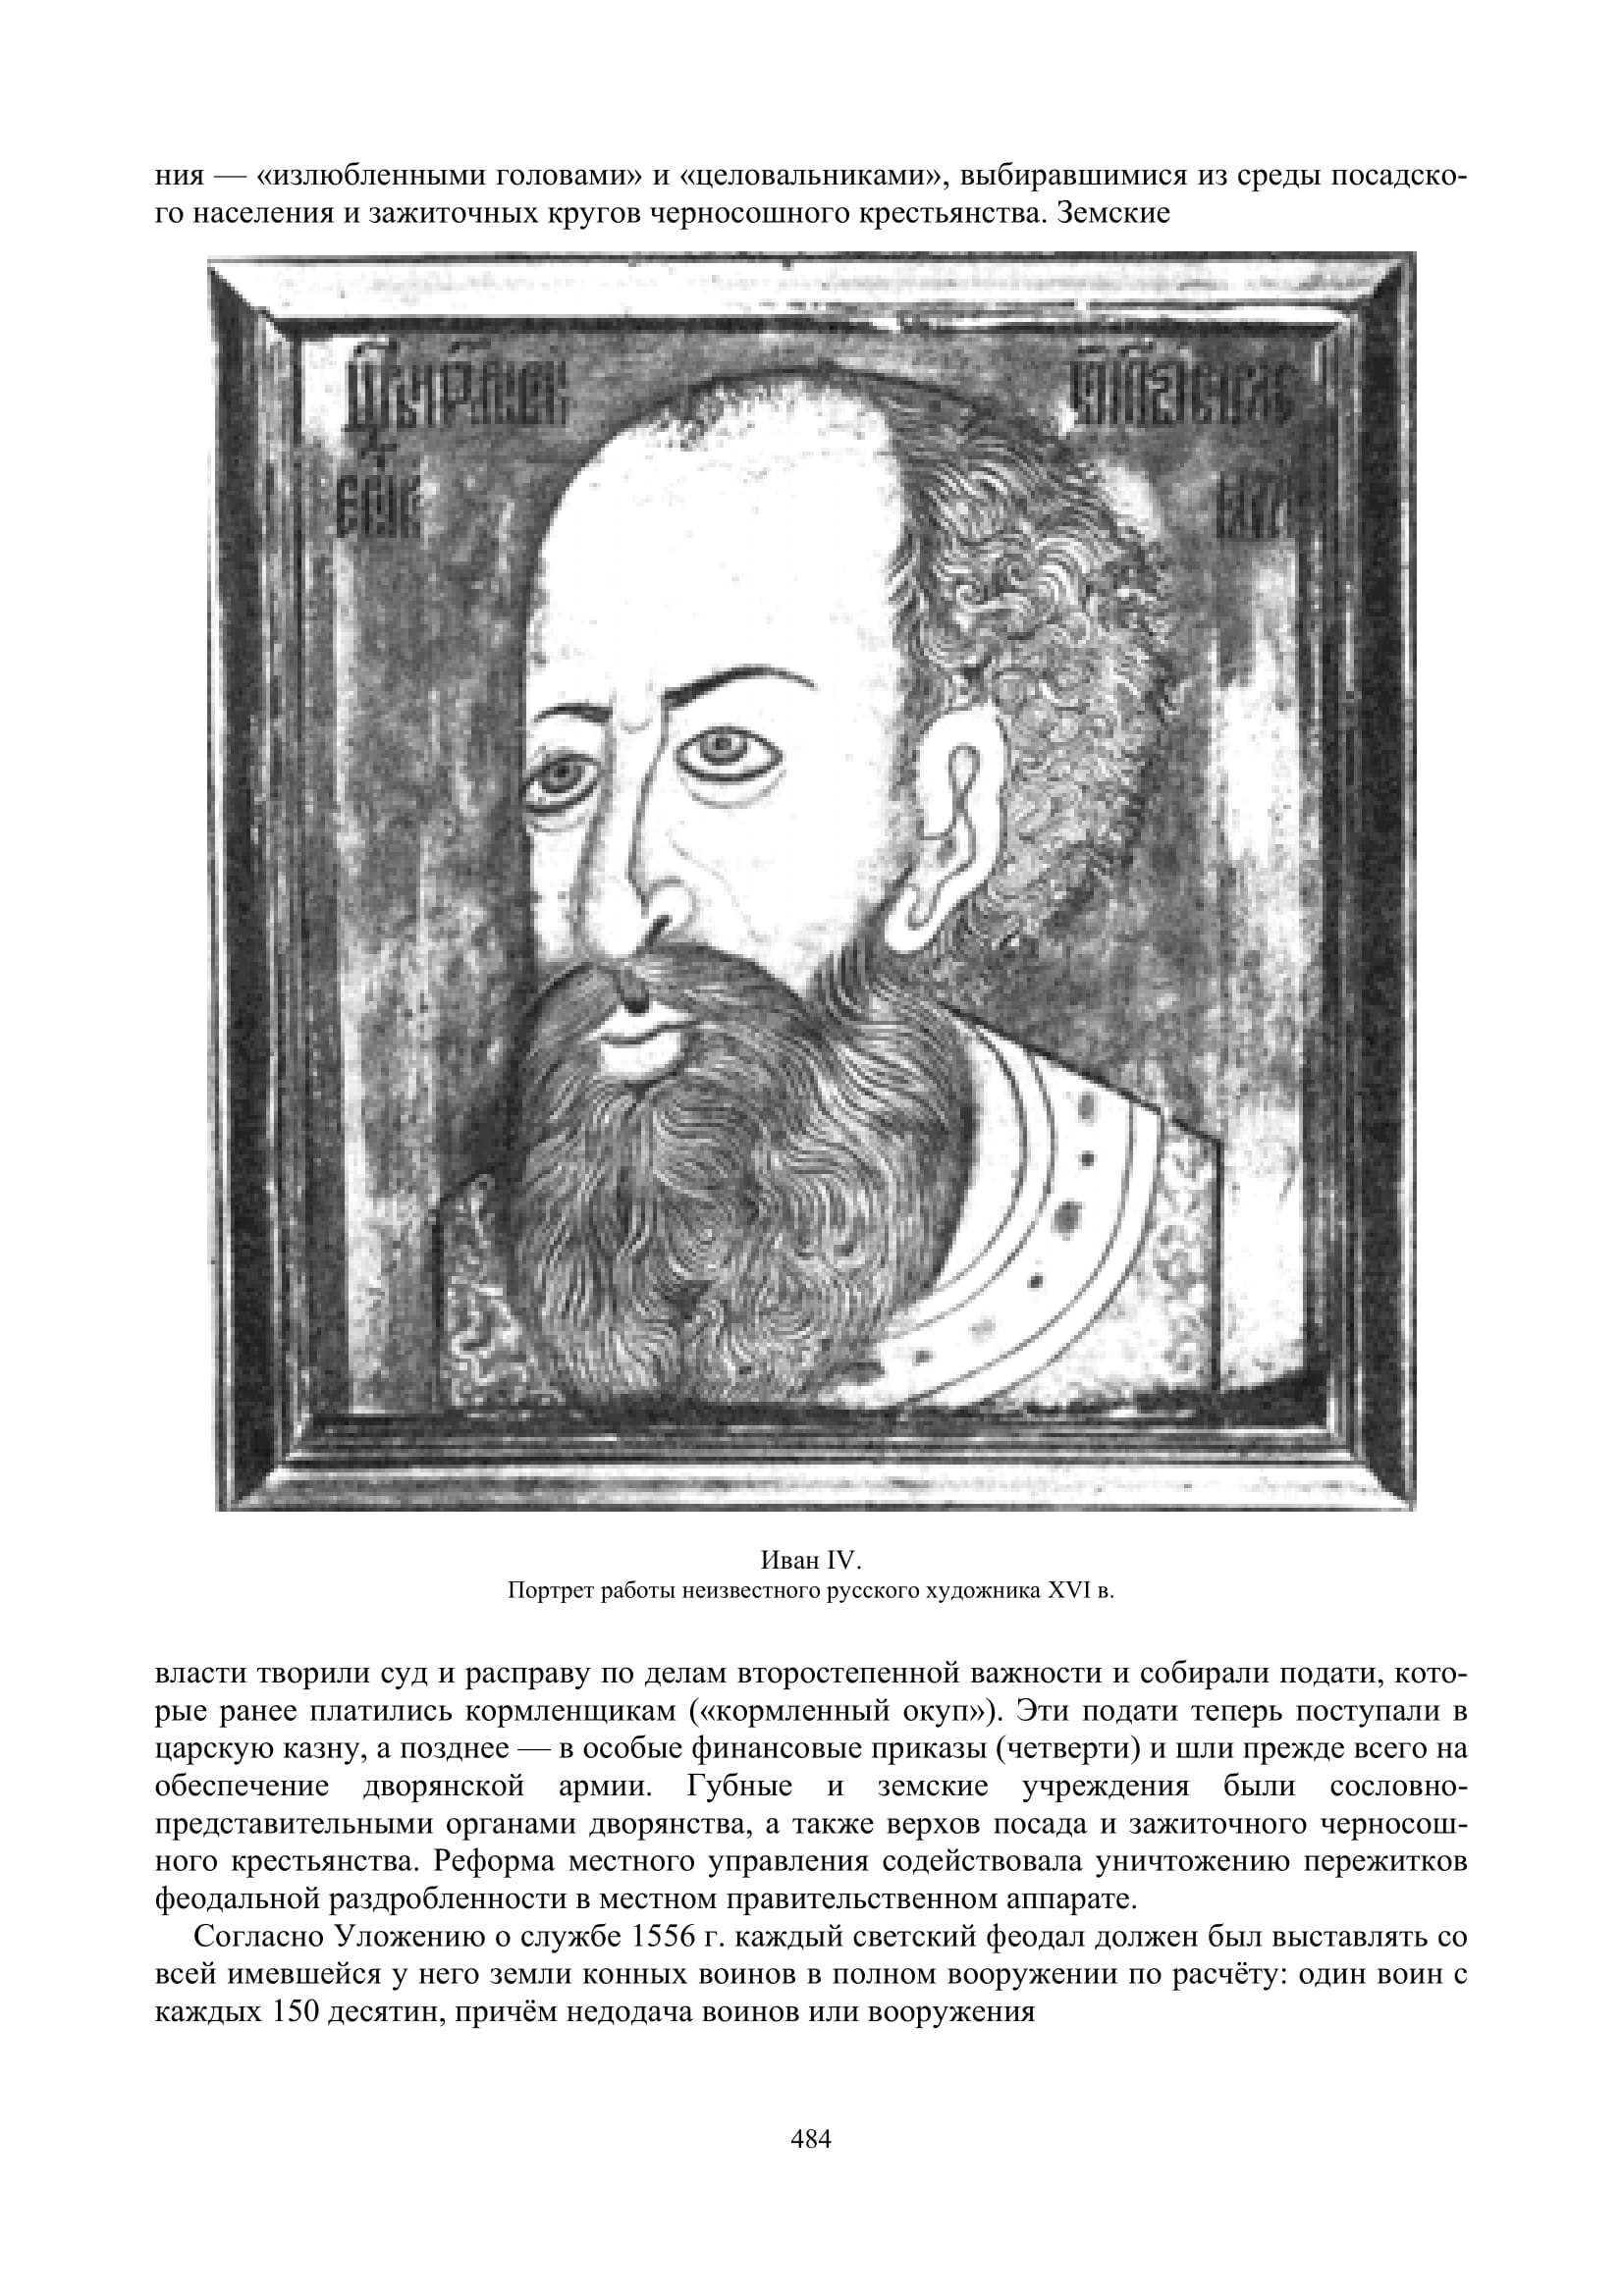 ния — «излюбленными головами» и «целовальниками», выбиравшимися из среды посадско-
го населения и зажиточных кругов черносошного крестьянства. Земские
Иван IV.
Портрет работы неизвестного русского художника XVI в.
власти творили суд и расправу по делам второстепенной важности и собирали подати, кото-
рые ранее платились кормленщикам («кормленный окуп»). Эти подати теперь поступали в
царскую казну, а позднее — в особые финансовые приказы (четверти) и шли прежде всего на
обеспечение дворянской армии. Губные и земские учреждения были сословно-
представительными органами дворянства, а также верхов посада и зажиточного черносош-
ного крестьянства. Реформа местного управления содействовала уничтожению пережитков
феодальной раздробленности в местном правительственном аппарате.
Согласно Уложению о службе 1556 г. каждый светский феодал должен был выставлять со
всей имевшейся у него земли конных воинов в полном вооружении по расчёту: один воин с
каждых 150 десятин, причём недодача воинов или вооружения
484